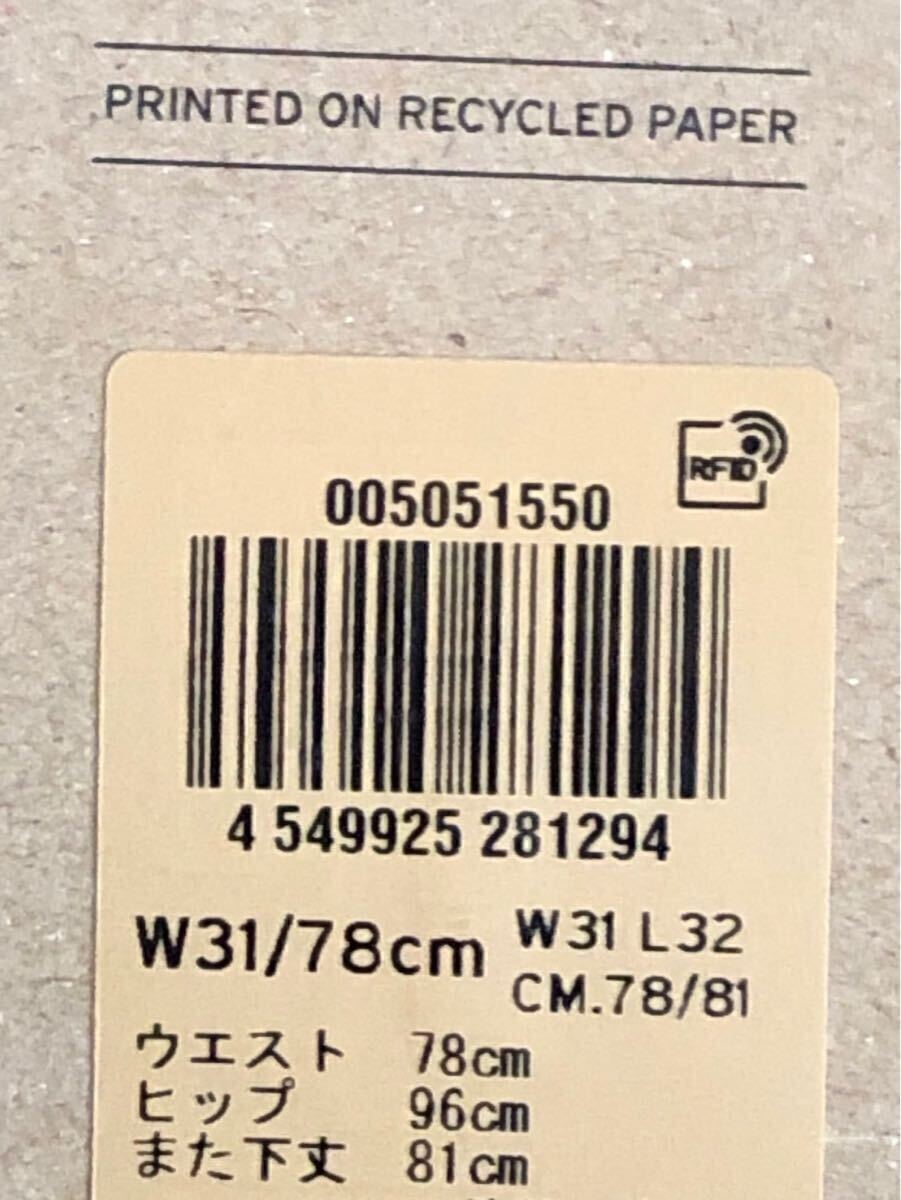 PRINTED ON RECYCLED PAPER
RFID
005051550
4 549925 281294
W31/78cm
W31 L32
CM.78/81
ウエスト 78cm
ヒップ 96cm
また下丈 81cm